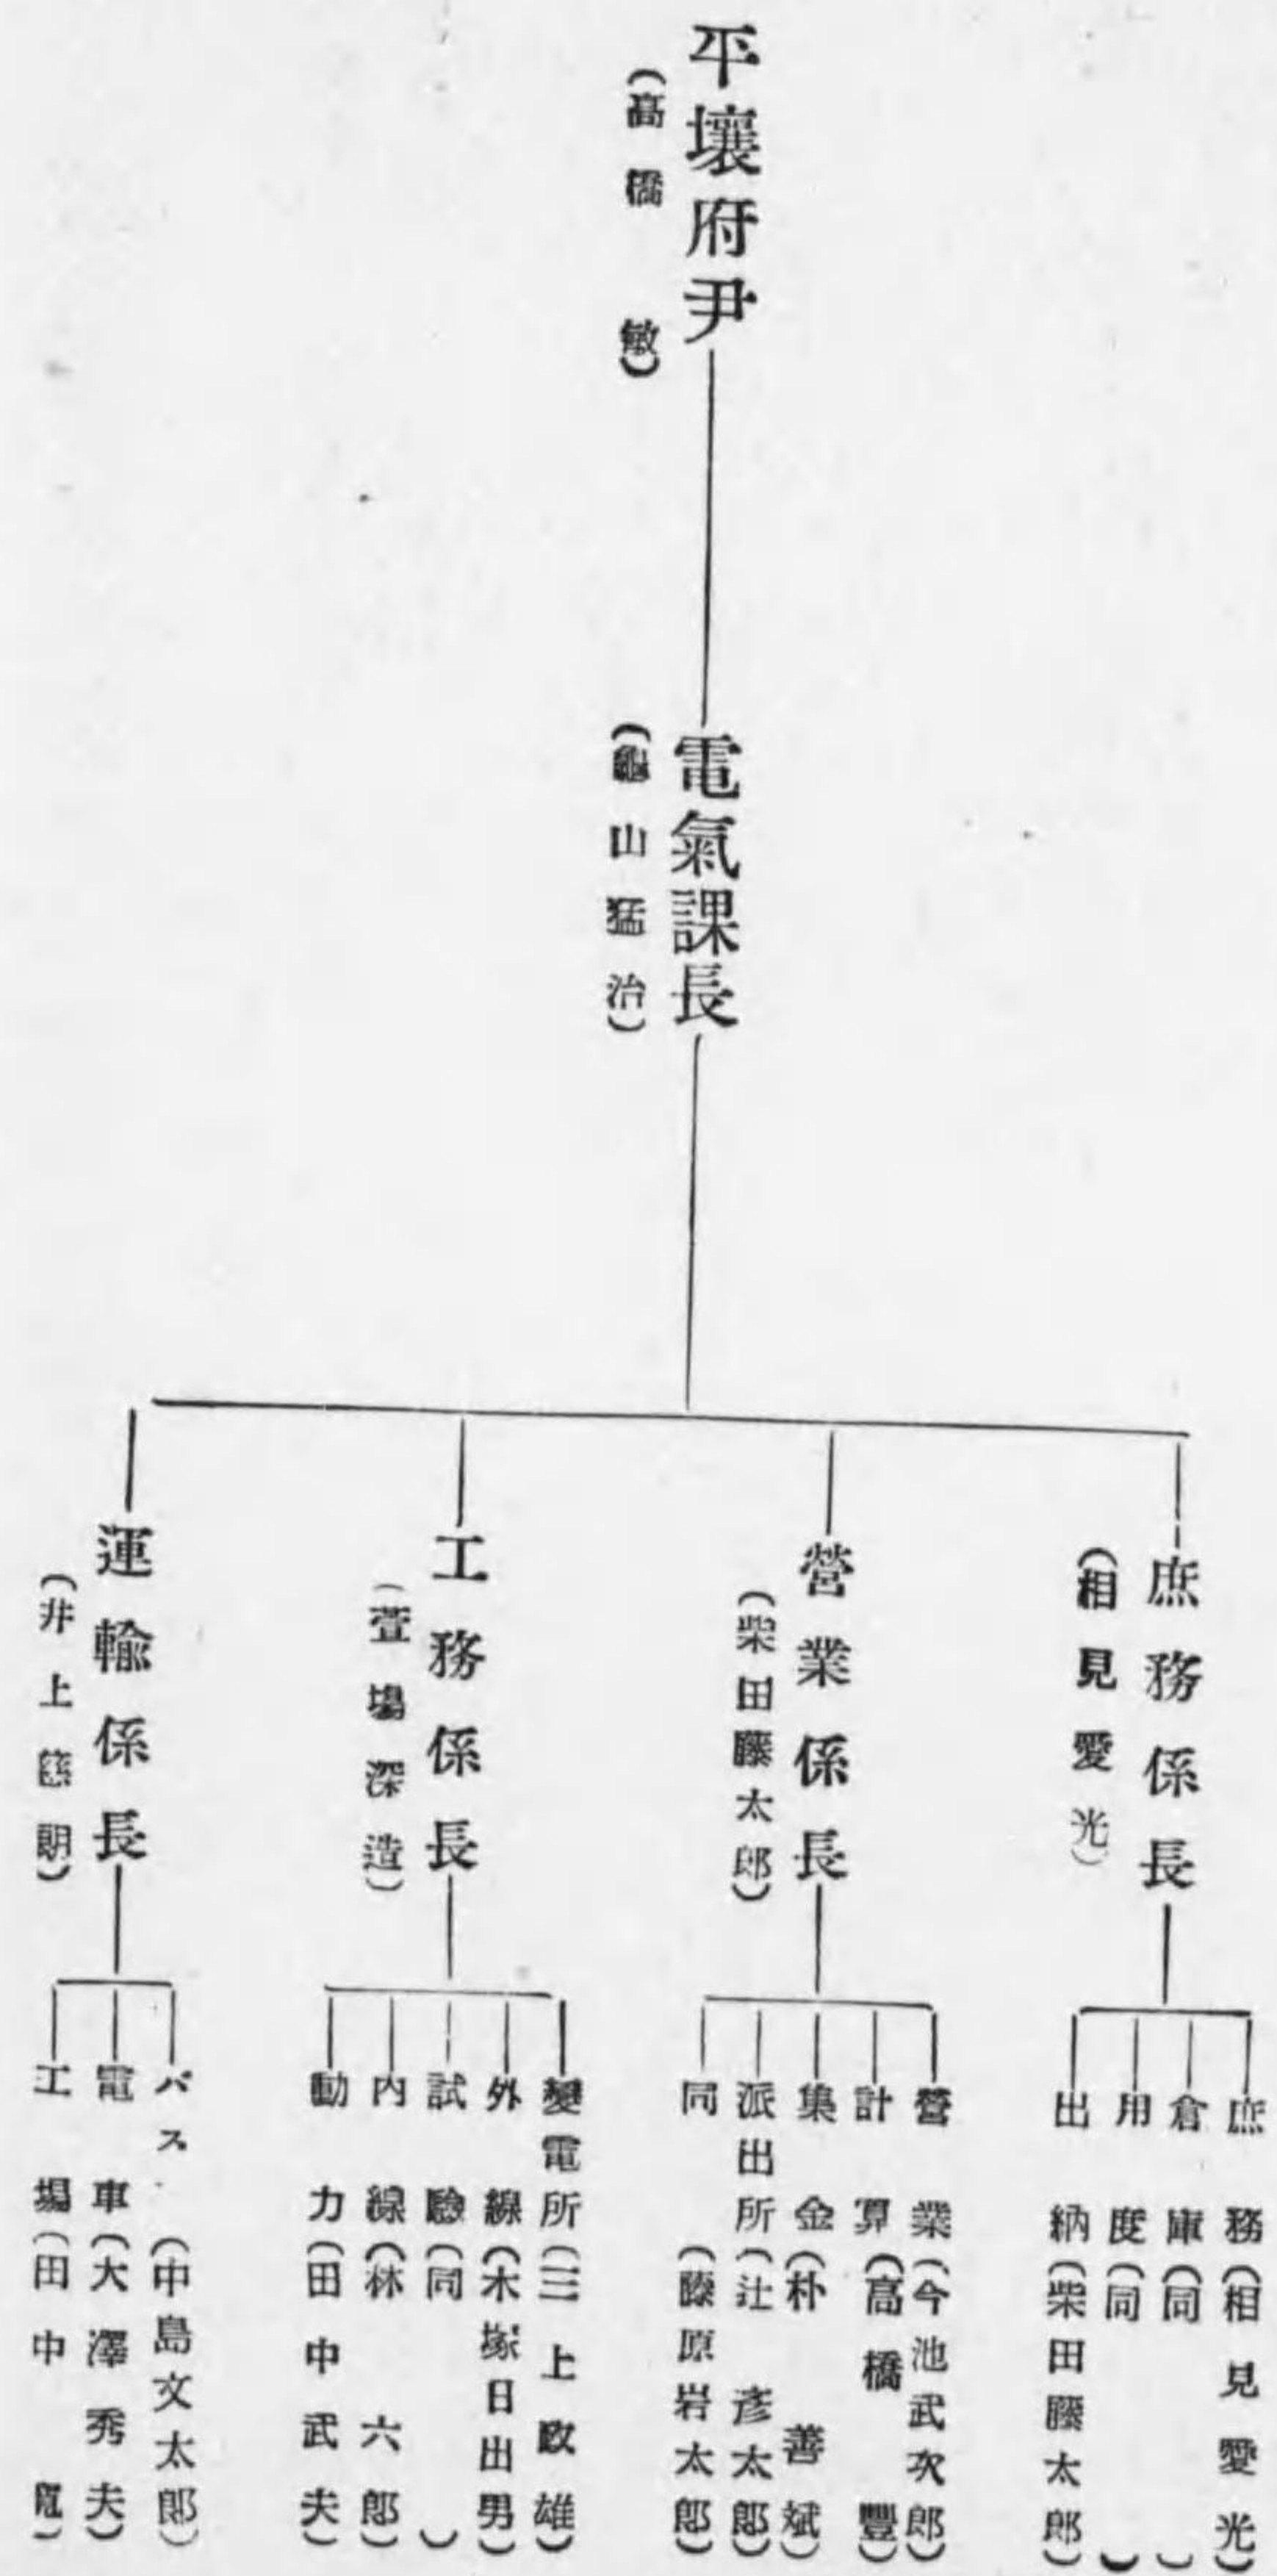 平壤府尹
(高橋敏)
電氣課長
(龜山猛治)
庶務係長
(相見愛光)
庶務(相見愛光)
倉庫(同)
用度(同)
出納(柴田藤太郎)
營業係長
(柴田藤太郎)
營業(今池武次郎)
計算(高橋豐)
集金(朴善斌)
派出所(辻彥太郎)
同(藤原岩太郎)
工務係長
(萱場深造)
變電所(三上政雄)
外線(木塚日出男)
試驗(同)
內線(林六郎)
動力(田中武夫)
運輸係長
(井上慈朗)
バス(中島文太郎)
電車(大澤秀夫)
工場(田中)